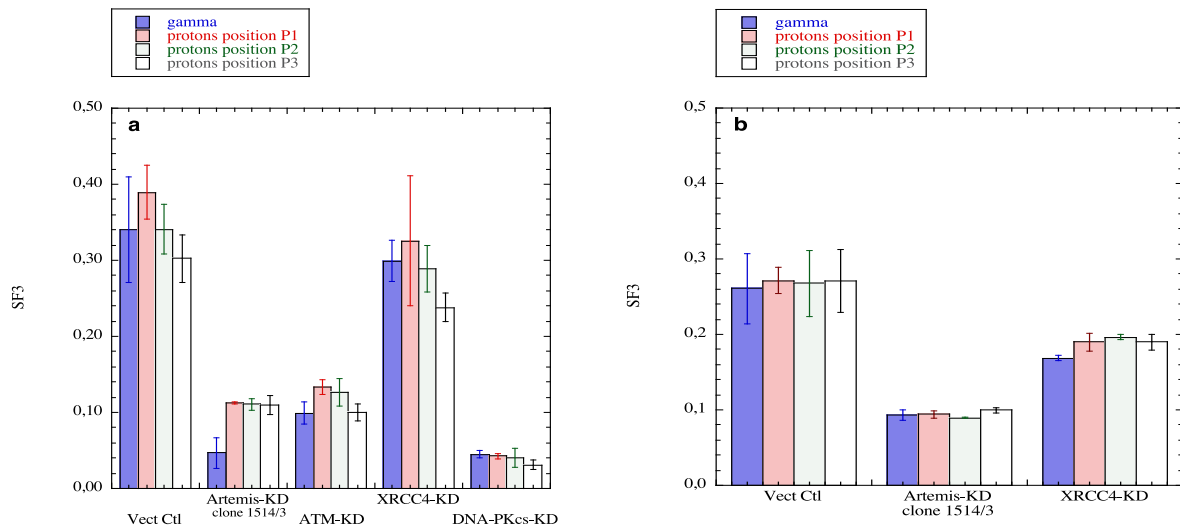 gamma
protons position P1
protons position P2
protons position P3
a
0,50
0,40
0,30
0,20
0,10
0,00
SF3
Vect Ctl
Artemis-KD
clone 1514/3
ATM-KD
XRCC4-KD
DNA-PKcs-KD
gamma
protons position P1
protons position P2
protons position P3
b
0,5
0,4
0,3
0,2
0,1
0,0
SF3
Vect Ctl
Artemis-KD
clone 1514/3
XRCC4-KD